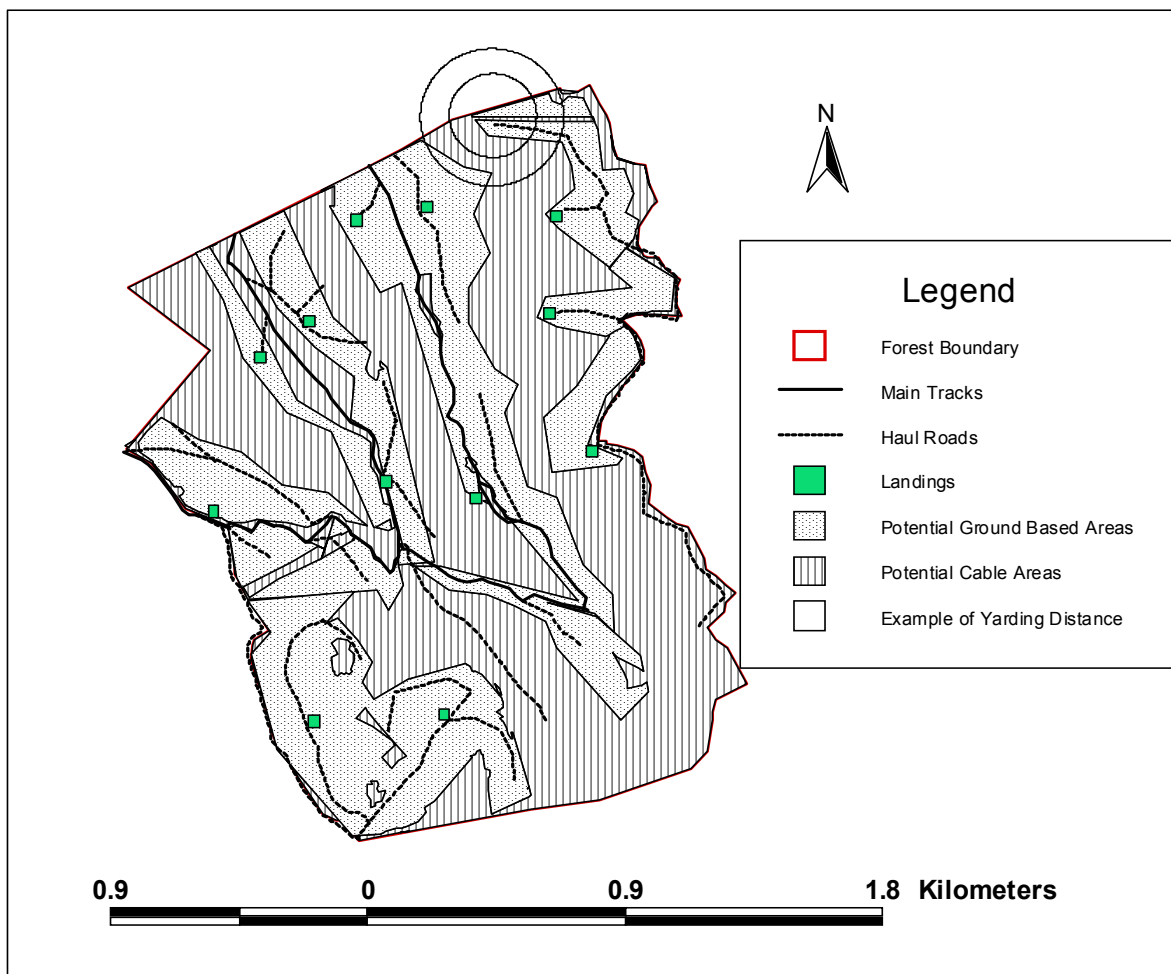 N
Legend
Forest Boundary
Main Tracks
Haul Roads
Landings
Potential Ground Based Areas
Potential Cable Areas
Example of Yarding Distance
0.9 0 0.9 1.8 Kilometers